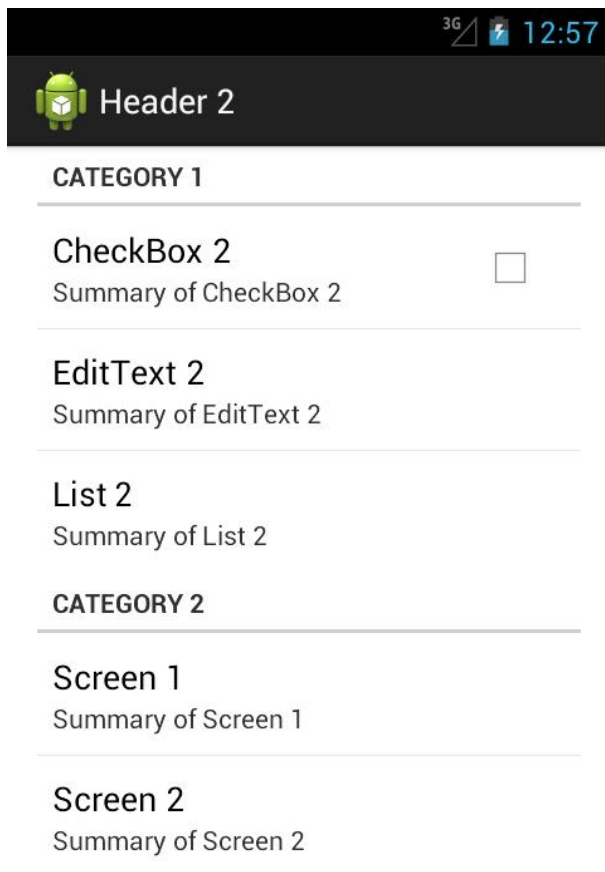 3G 12:57
Header 2
CATEGORY 1
CheckBox 2
Summary of CheckBox 2
EditText 2
Summary of EditText 2
List 2
Summary of List 2
CATEGORY 2
Screen 1
Summary of Screen 1
Screen 2
Summary of Screen 2